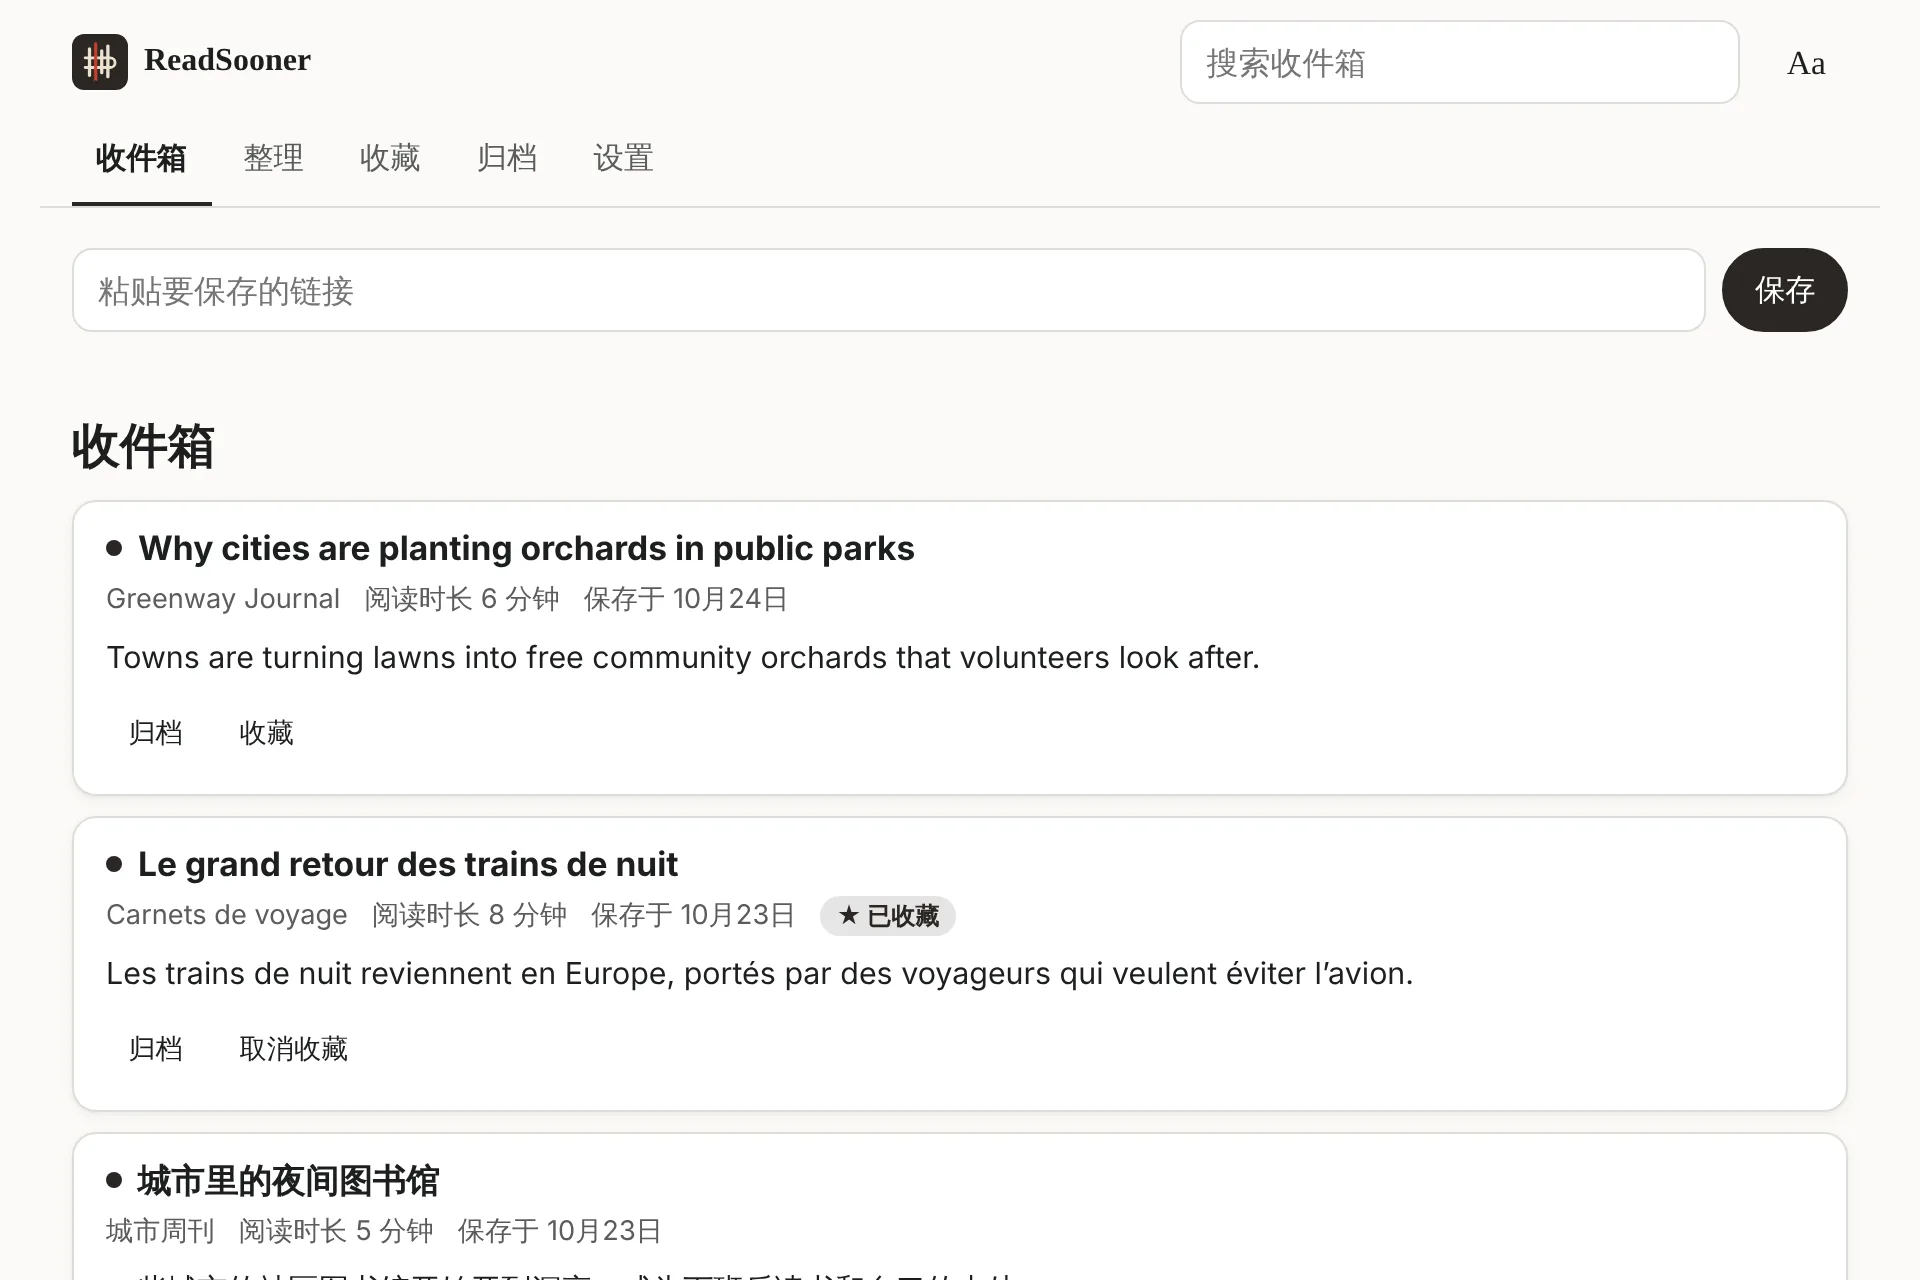 ReadSooner
搜索收件箱
Aa
收件箱 整理 收藏 归档 设置
粘贴要保存的链接
保存
收件箱
Why cities are planting orchards in public parks
Greenway Journal 阅读时长 6 分钟 保存于 10月24日
Towns are turning lawns into free community orchards that volunteers look after.
归档 收藏
Le grand retour des trains de nuit
Carnets de voyage 阅读时长 8 分钟 保存于 10月23日 ★ 已收藏
Les trains de nuit reviennent en Europe, portés par des voyageurs qui veulent éviter l’avion.
归档 取消收藏
城市里的夜间图书馆
城市周刊 阅读时长 5 分钟 保存于 10月23日